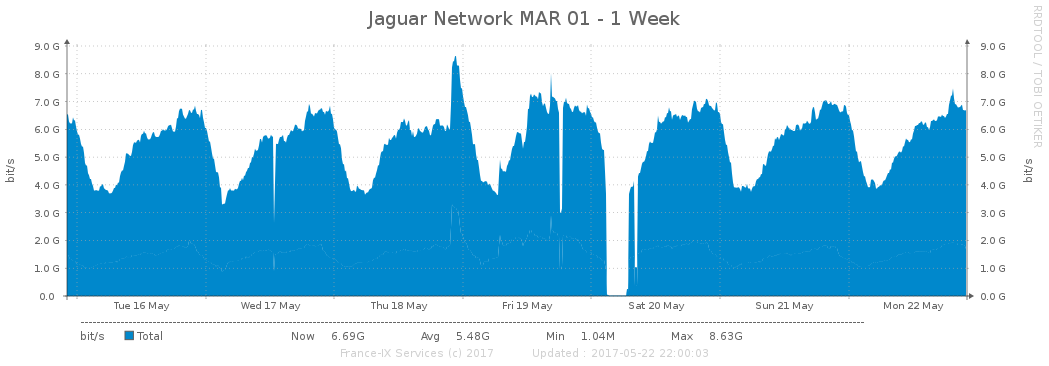 Jaguar Network MAR 01 - 1 Week
RRDTOOL / TOBI OETIKER
bit/s
9.0 G
8.0 G
7.0 G
6.0 G
5.0 G
4.0 G
3.0 G
2.0 G
1.0 G
0.0
9.0 G
8.0 G
7.0 G
6.0 G
5.0 G
4.0 G
3.0 G
2.0 G
1.0 G
0.0 G
bit/s
Tue 16 May Wed 17 May Thu 18 May Fri 19 May Sat 20 May Sun 21 May Mon 22 May
bit/s Total Now 6.69G Avg 5.48G Min 1.04M Max 8.63G
France-IX Services (c) 2017 Updated : 2017-05-22 22:00:03